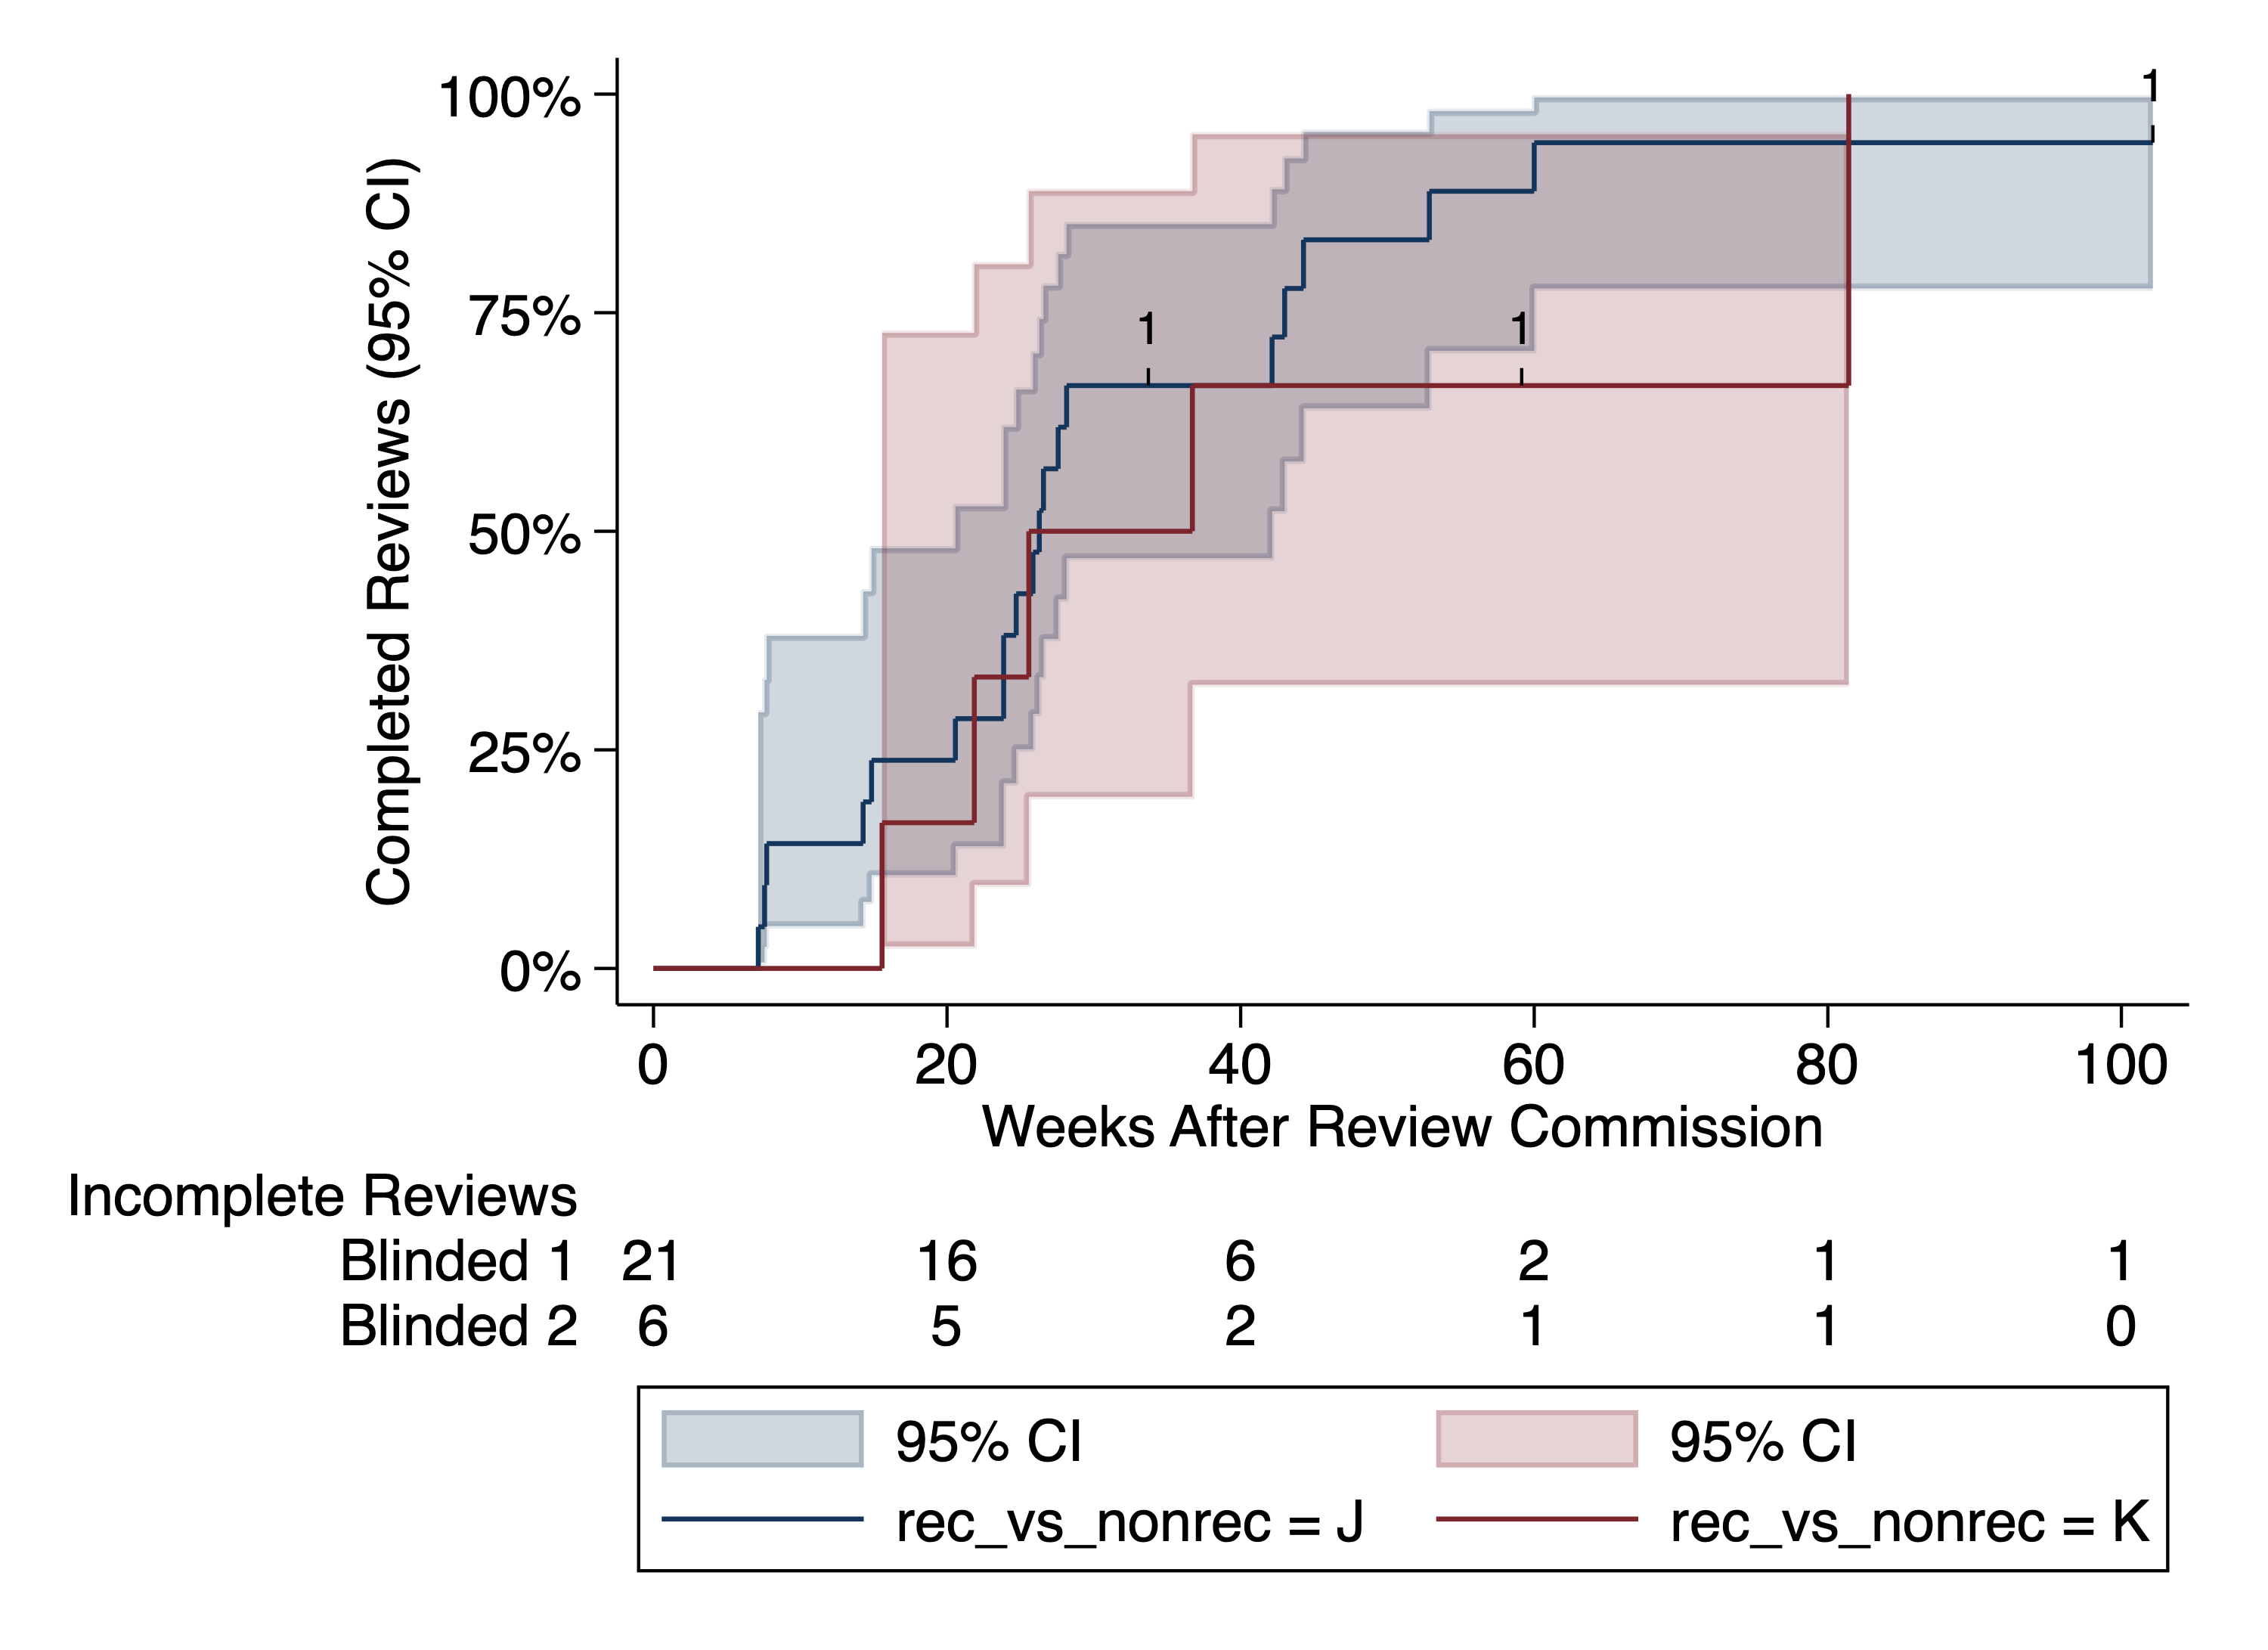 Completed Reviews (95% CI)
100%
75%
50%
25%
0%
1
1
1
0 20 40 60 80 100
Weeks After Review Commission
Incomplete Reviews
Blinded 1 21 16 6 2 1 1
Blinded 2 6 5 2 1 1 0
95% CI 95% CI
rec_vs_nonrec = J rec_vs_nonrec = K